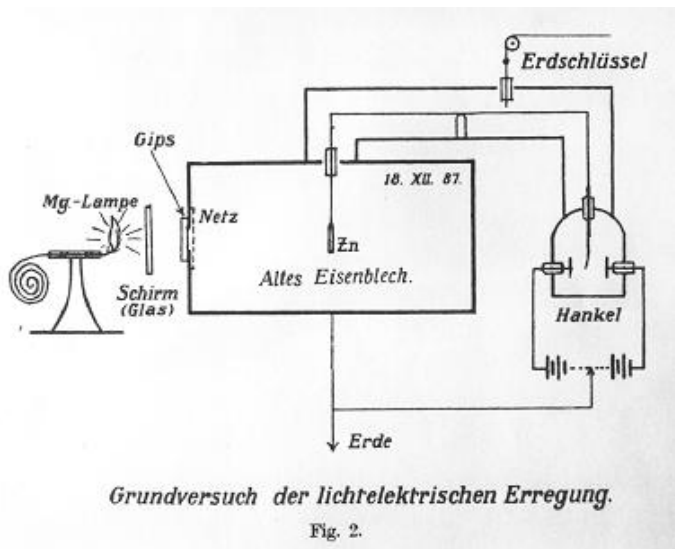 Erdschlüssel
Gips
18. XII. 87.
Mg.-Lampe
Netz
Zn
Altes Eisenblech.
Schirm
(Glas)
Hankel
Erde
Grundversuch der lichtelektrischen Erregung.
Fig. 2.